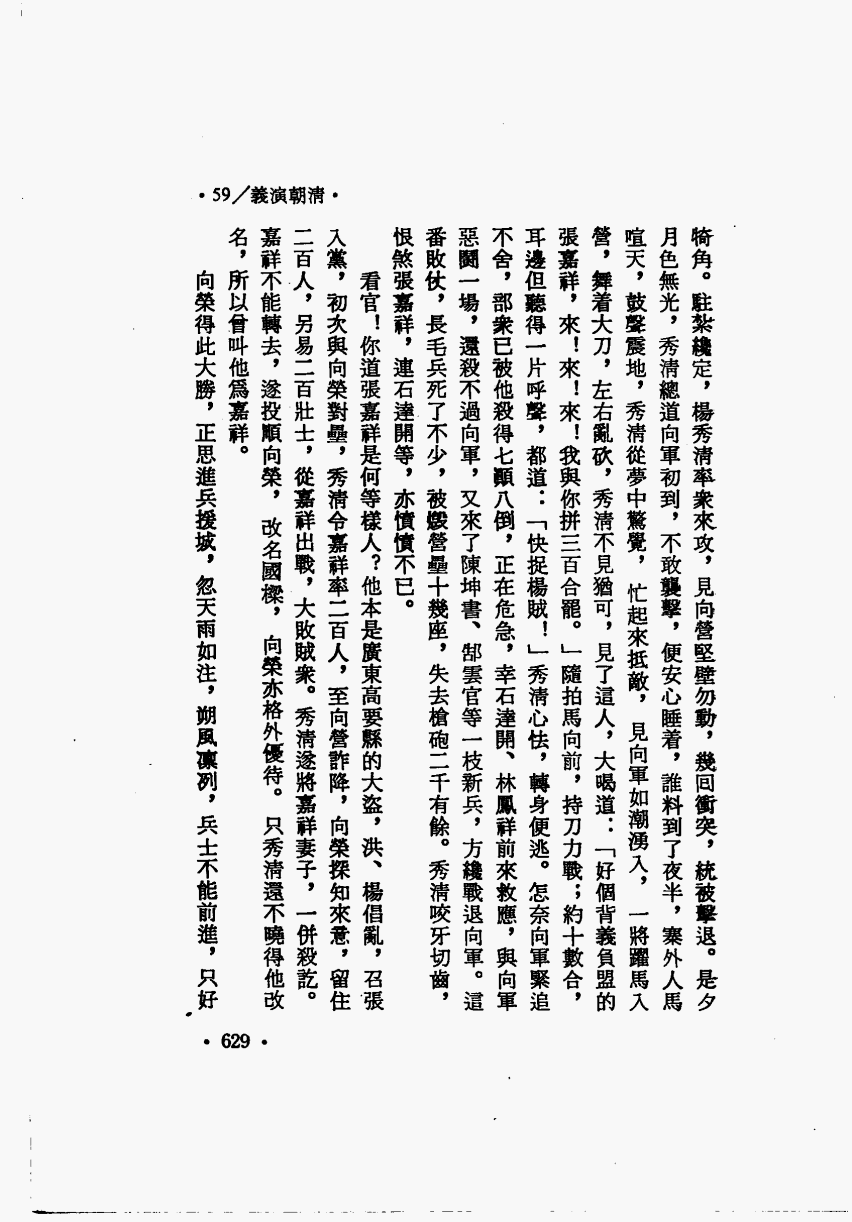 ·59／義演朝清·
犄角。駐紮纔定，楊秀清率衆來攻，見向營堅壁勿動，幾回衝突，統被擊退。是夕
月色無光，秀清總道向軍初到，不敢襲擊，便安心睡着，誰料到了夜半，寨外人馬
喧天，鼓聲震地，秀清從夢中驚覺，忙起來抵敵，見向軍如潮湧入，一將躍馬入
營，舞着大刀，左右亂砍，秀清不見猶可，見了這人，大喝道：「好個背義負盟的
張嘉祥，來！來！來！我與你拼三百合罷。」隨拍馬向前，持刀力戰；約十數合，
耳邊但聽得一片呼聲，都道：「快捉楊賊！」秀清心怯，轉身便逃。怎奈向軍緊追
不舍，部衆已被他殺得七顚八倒，正在危急，幸石達開、林鳳祥前來救應，與向軍
惡鬬一場，還殺不過向軍，又來了陳坤書、郜雲官等一枝新兵，方纔戰退向軍。這
番敗仗，長毛兵死了不少，被燬營壘十幾座，失去槍砲二千有餘。秀清咬牙切齒，
恨煞張嘉祥，連石達開等，亦憤憤不已。
看官！你道張嘉祥是何等樣人？他本是廣東高要縣的大盜，洪、楊倡亂，召張
入黨，初次與向榮對壘，秀清令嘉祥率二百人，至向營詐降，向榮探知來意，留住
二百人，另易二百壯士，從嘉祥出戰，大敗賊衆。秀清遂將嘉祥妻子，一併殺訖。
嘉祥不能轉去，遂投順向榮，改名國樑，向榮亦格外優待。只秀清還不曉得他改
名，所以曾叫他爲嘉祥。
向榮得此大勝，正思進兵援城，忽天雨如注，朔風凜冽，兵士不能前進，只好
·629·